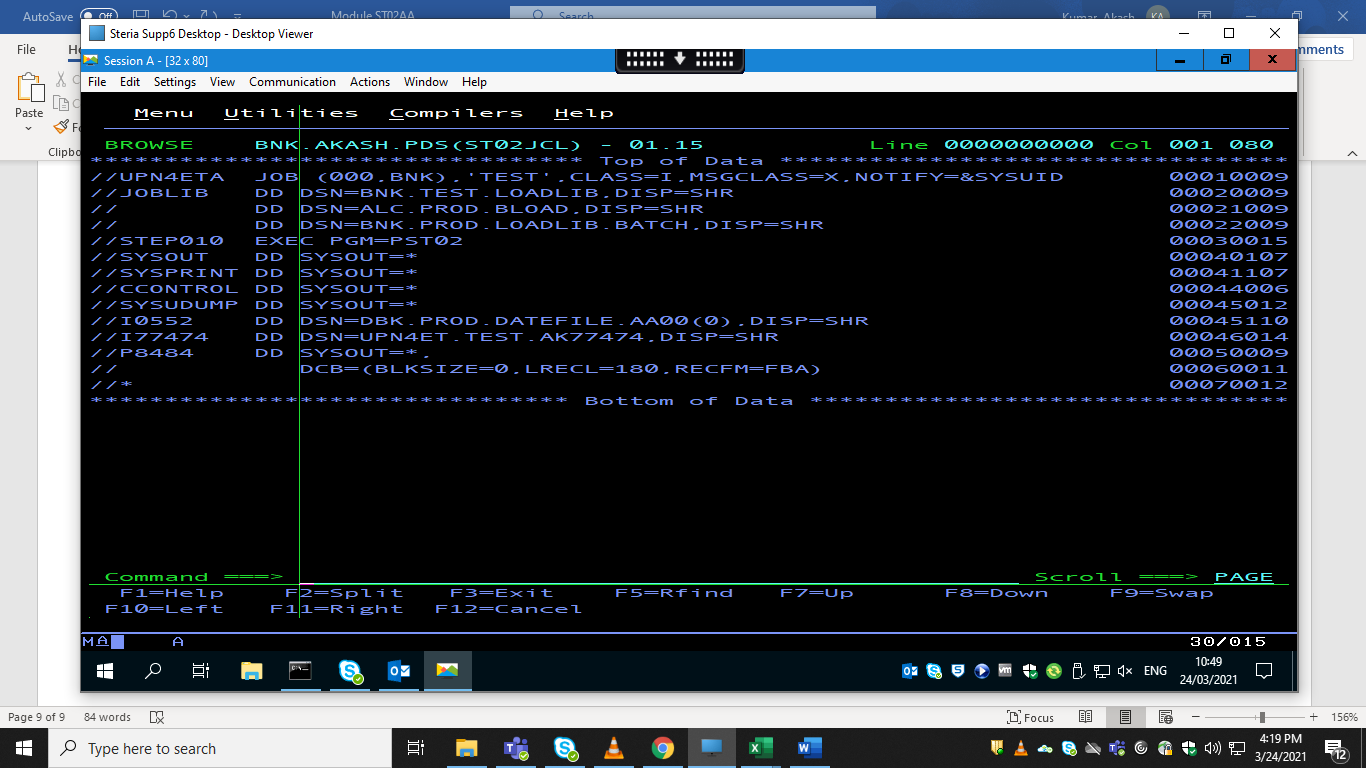 AutoSave Off Module ST02AA Search Kumar, Akash KA
Steria Supp6 Desktop - Desktop Viewer
File
Paste
Session A - [32 x 80]
File Edit Settings View Communication Actions Window Help
Menu Utilities Compilers Help
BROWSE BNK.AKASH.PDS(ST02JCL) - 01.15 Line 0000000000 Col 001 080
********************************* Top of Data **********************************
//UPN4ETA  JOB (000,BNK),'TEST',CLASS=I,MSGCLASS=X,NOTIFY=&SYSUID 00010009
//JOBLIB   DD DSN=BNK.TEST.LOADLIB,DISP=SHR 00020009
//         DD DSN=ALC.PROD.BLOAD,DISP=SHR 00021009
//         DD DSN=BNK.PROD.LOADLIB.BATCH,DISP=SHR 00022009
//STEP010  EXEC PGM=PST02 00030015
//SYSOUT   DD SYSOUT=* 00040107
//SYSPRINT DD SYSOUT=* 00041107
//CCONTROL DD SYSOUT=* 00044006
//SYSUDUMP DD SYSOUT=* 00045012
//I0552    DD DSN=DBK.PROD.DATEFILE.AA00(0),DISP=SHR 00045110
//I77474   DD DSN=UPN4ET.TEST.AK77474,DISP=SHR 00046014
//P8484    DD SYSOUT=*, 00050009
//            DCB=(BLKSIZE=0,LRECL=180,RECFM=FBA) 00060011
//* 00070012
******************************** Bottom of Data ********************************
Command ===> Scroll ===> PAGE
F1=Help F2=Split F3=Exit F5=Rfind F7=Up F8=Down F9=Swap
F10=Left F11=Right F12=Cancel
MA A 30/015
ENG 10:49
24/03/2021
Page 9 of 9 84 words Focus 156%
Type here to search 4:19 PM
3/24/2021 12